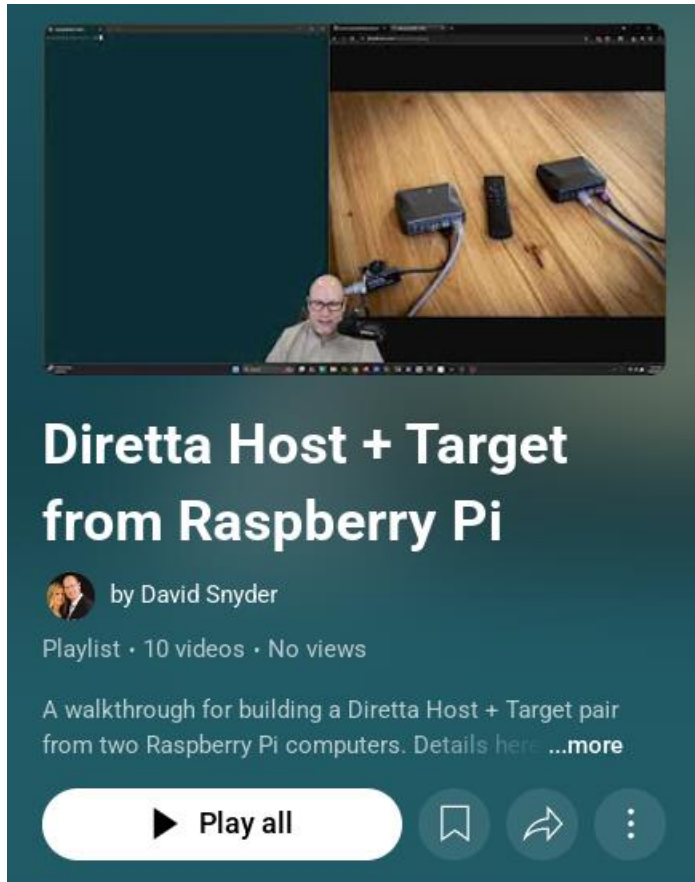 Diretta Host + Target
from Raspberry Pi
by David Snyder
Playlist • 10 videos • No views
A walkthrough for building a Diretta Host + Target pair
from two Raspberry Pi computers. Details here ...more
Play all